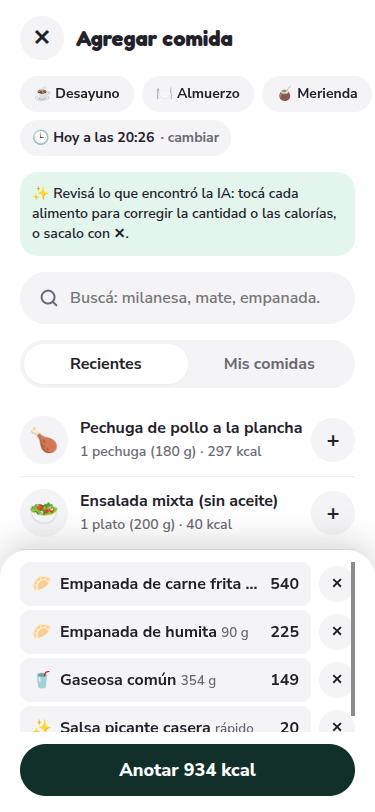 ✕ Agregar comida
☕ Desayuno 🍽️ Almuerzo 🧉 Merienda
🕒 Hoy a las 20:26 · cambiar
✨ Revisá lo que encontró la IA: tocá cada
alimento para corregir la cantidad o las calorías,
o sacalo con ✕.
Buscá: milanesa, mate, empanada.
Recientes Mis comidas
Pechuga de pollo a la plancha
1 pechuga (180 g) · 297 kcal
+
Ensalada mixta (sin aceite)
1 plato (200 g) · 40 kcal
+
Empanada de carne frita ... 540 ✕
Empanada de humita 90 g 225 ✕
Gaseosa común 354 g 149 ✕
✨ Salsa picante casera rápido 20 ✕
Anotar 934 kcal